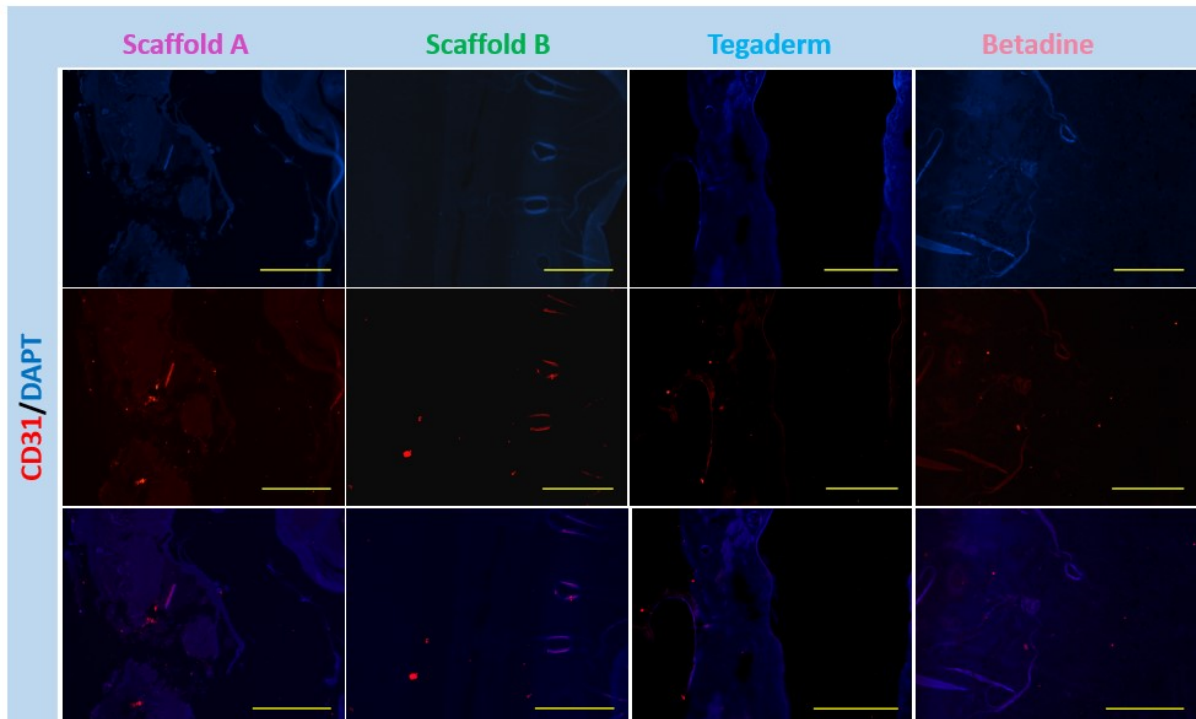 Scaffold A
Scaffold B
Tegaderm
Betadine
CD31/DAPT